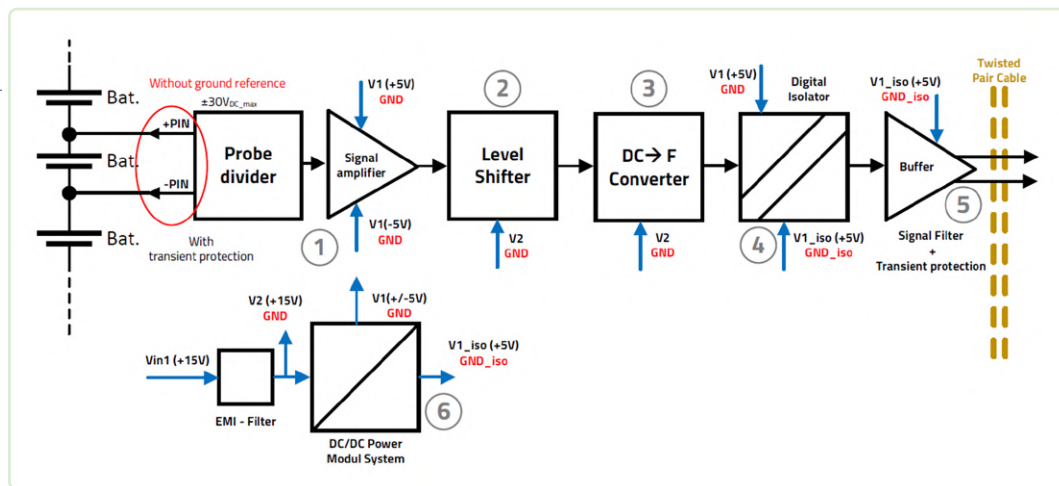 Twisted
Pair Cable
Bat.
Without ground reference
±30VDC_max
+PIN
Bat.
-PIN
Bat.
With
transient protection
Probe
divider
V1 (+5V)
GND
Signal
amplifier
V1(-5V)
GND
1
2
Level
Shifter
V2
GND
3
DC→ F
Converter
V2
GND
V1 (+5V)
GND
Digital
Isolator
4
V1_iso (+5V)
GND_iso
V1_iso (+5V)
GND_iso
Buffer
5
Signal Filter
+
Transient protection
Vin1 (+15V)
EMI - Filter
V2 (+15V)
GND
V1(+/-5V)
GND
V1_iso (+5V)
GND_iso
6
DC/DC Power
Modul System